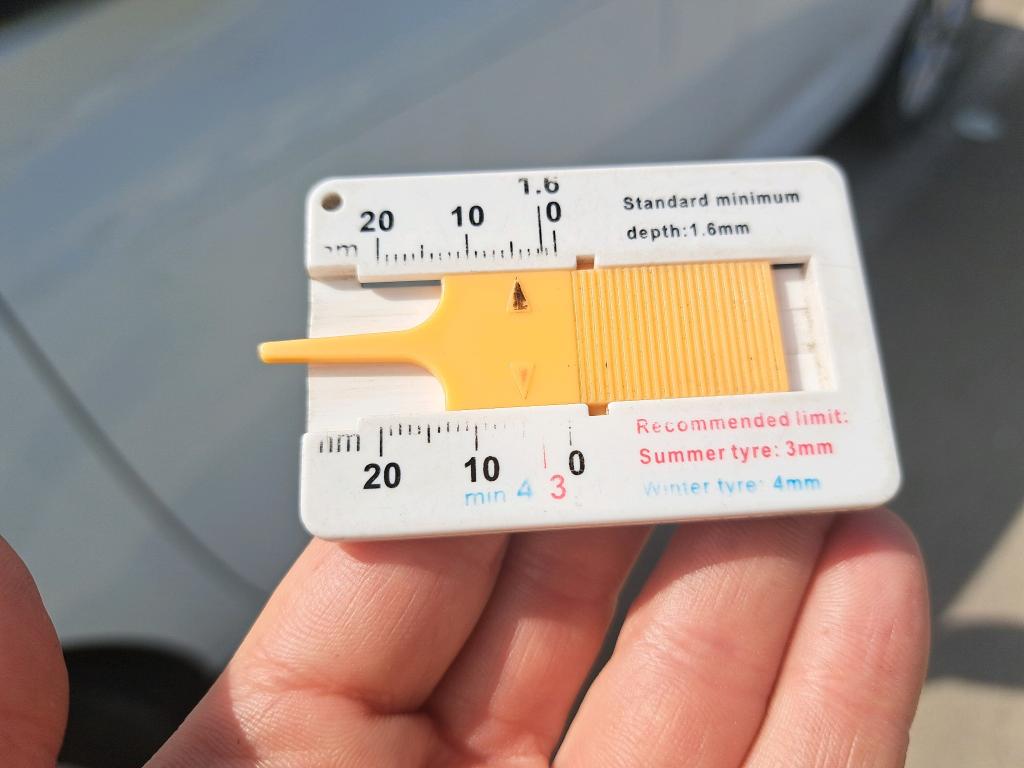 1.6
20 10 0
mm
Standard minimum
depth:1.6mm
mm
20 10 0
min 4 3
Recommended limit:
Summer tyre: 3mm
Winter tyre: 4mm